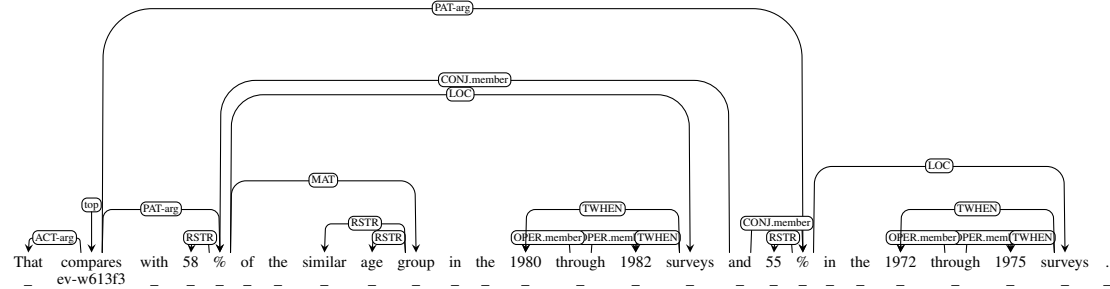 PAT-arg
CONJ.member
LOC
LOC
MAT
top PAT-arg TWHEN TWHEN
RSTR CONJ.member
ACT-arg RSTR RSTR OPER.member TWHEN RSTR OPER.member TWHEN
That compares with 58 % of the similar age group in the 1980 through 1982 surveys and 55 % in the 1972 through 1975 surveys .
_ ev-w613f3 _ _ _ _ _ _ _ _ _ _ _ _ _ _ _ _ _ _ _ _ _ _ _ _